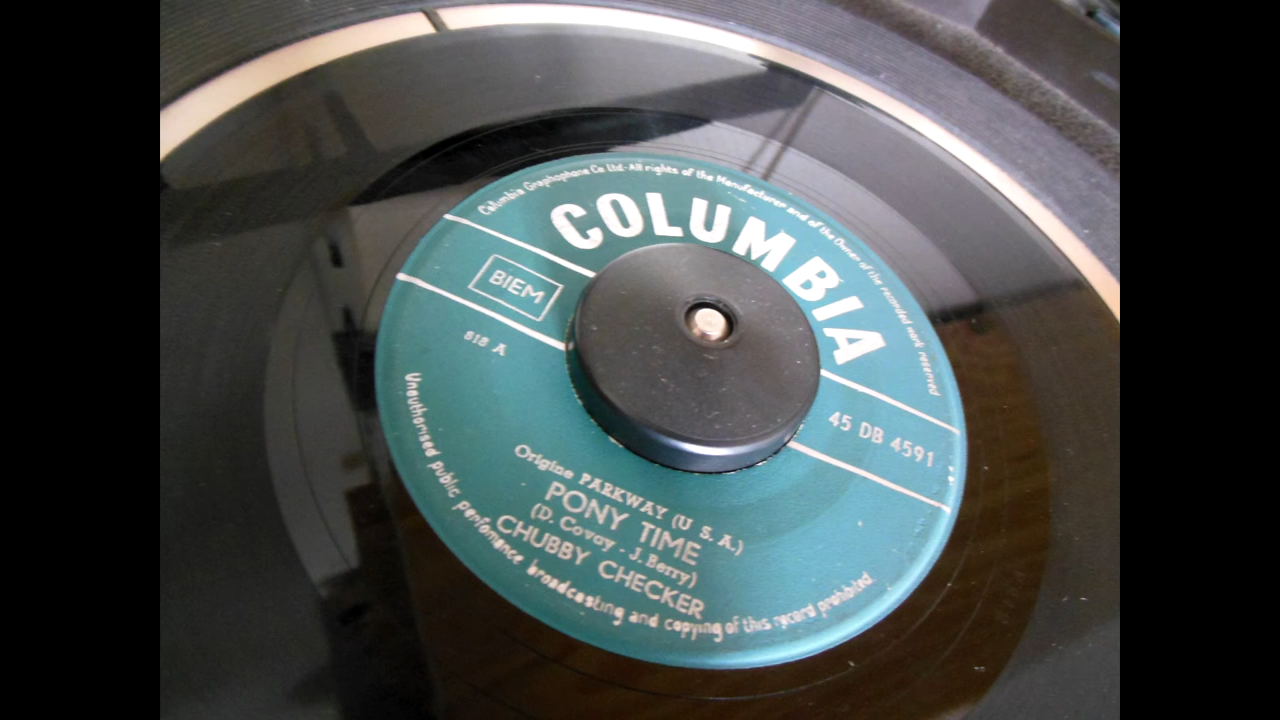 Columbia Graphophone Co Ltd. All rights of the Manufacturer and of the Owner of the recorded work reserved
COLUMBIA
BIEM
818 A
45 DB 4591
Origine PARKWAY (U S. A.)
PONY TIME
(D. Covay - J. Berry)
CHUBBY CHECKER
Unauthorised public performance broadcasting and copying of this record prohibited